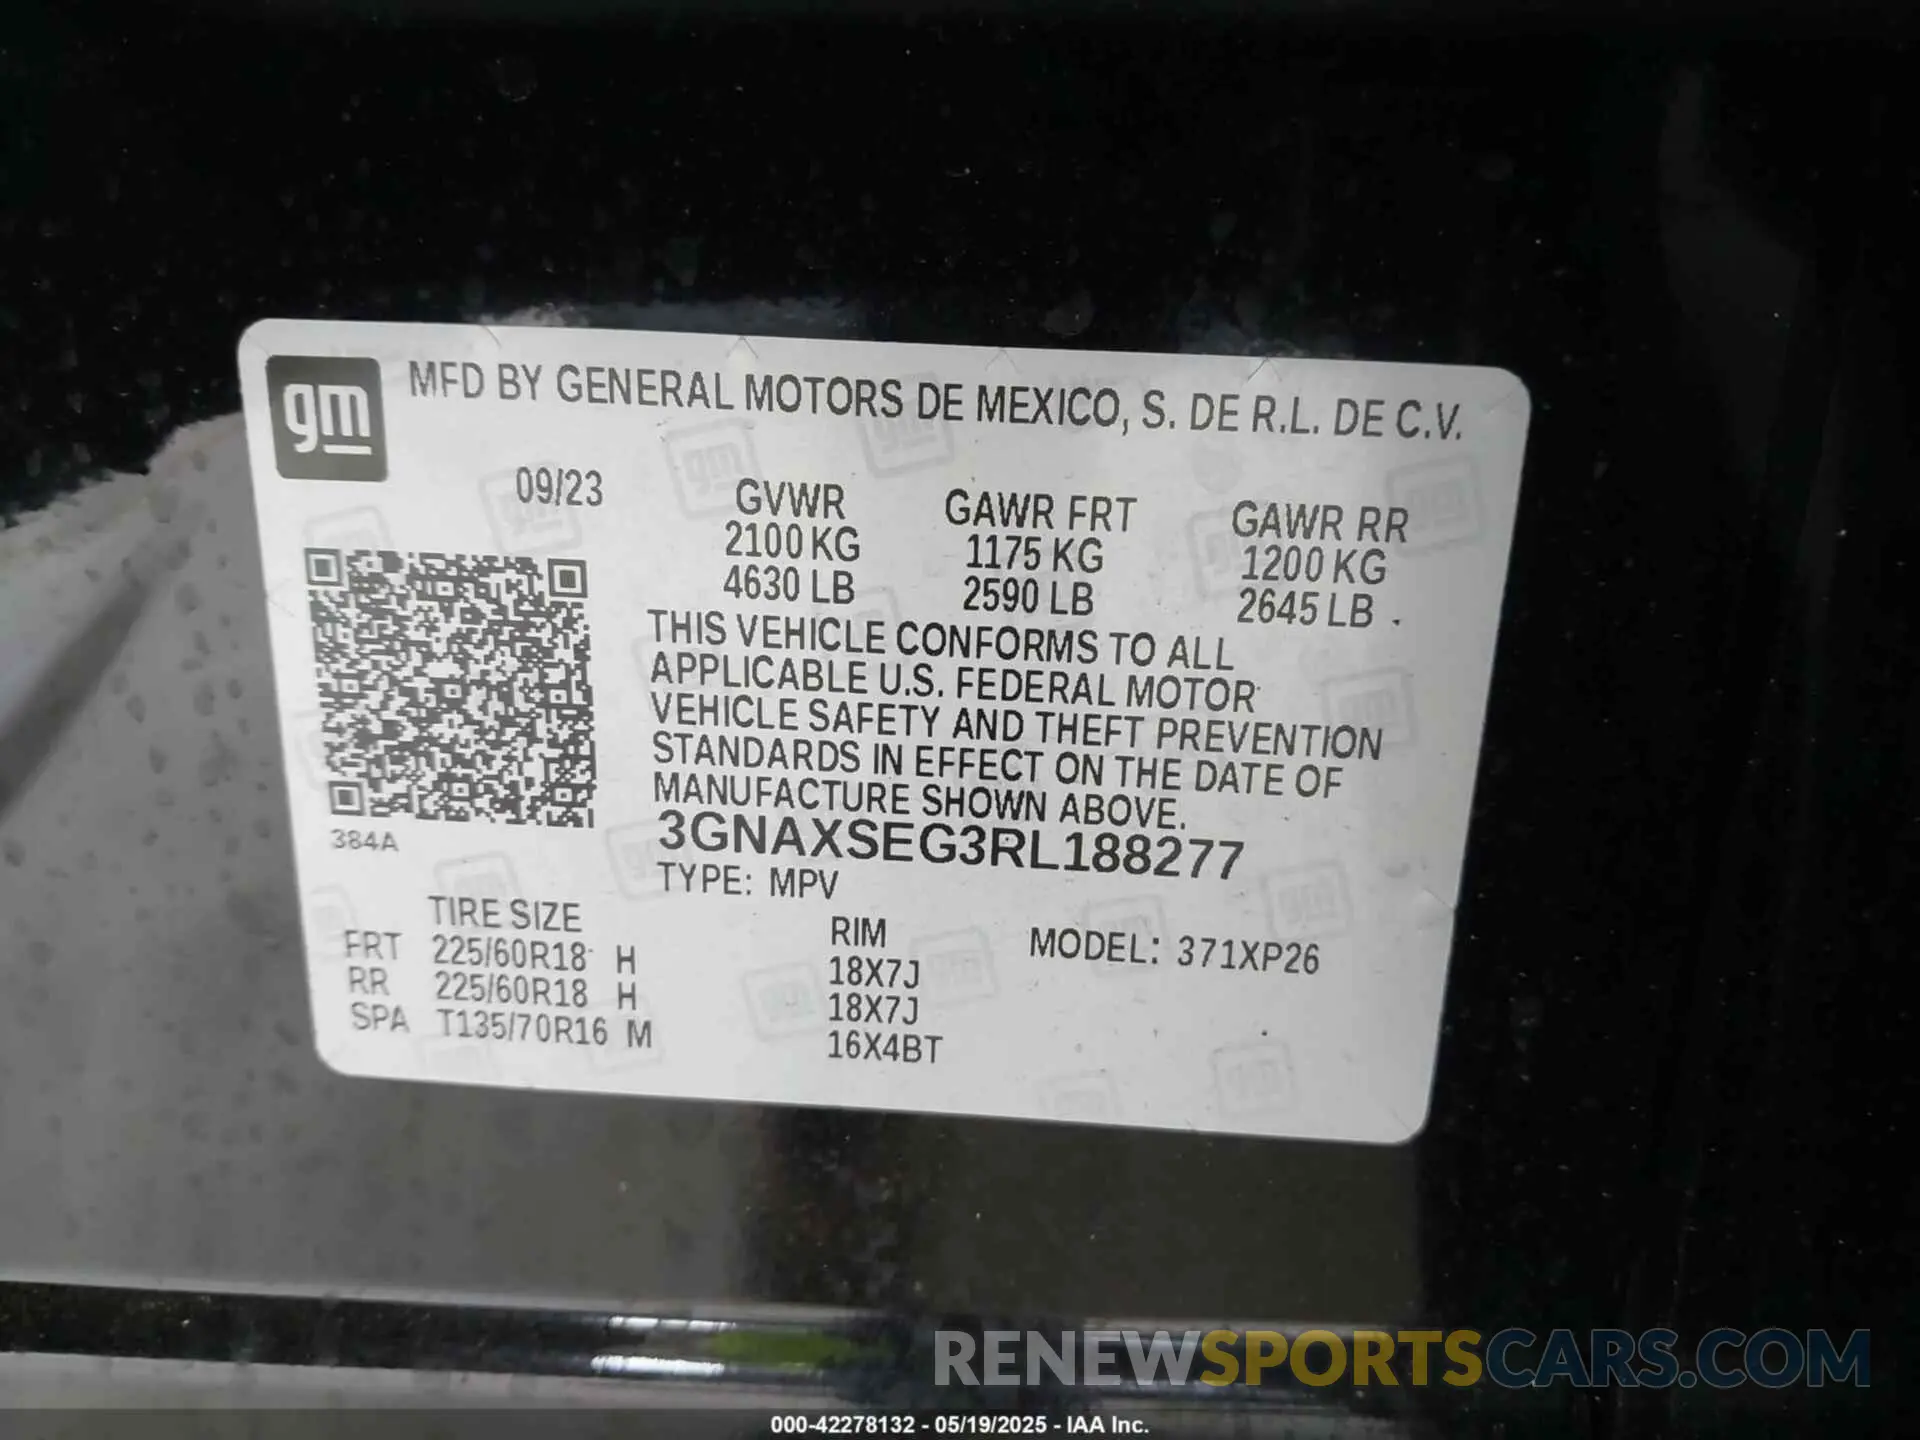 gm
MFD BY GENERAL MOTORS DE MEXICO, S. DE R.L. DE C.V.
09/23
GVWR GAWR FRT GAWR RR
2100 KG 1175 KG 1200 KG
4630 LB 2590 LB 2645 LB
THIS VEHICLE CONFORMS TO ALL
APPLICABLE U.S. FEDERAL MOTOR
VEHICLE SAFETY AND THEFT PREVENTION
STANDARDS IN EFFECT ON THE DATE OF
MANUFACTURE SHOWN ABOVE.
384A
3GNAXSEG3RL188277
TYPE: MPV
TIRE SIZE RIM MODEL: 371XP26
FRT 225/60R18 H 18X7J
RR 225/60R18 H 18X7J
SPA T135/70R16 M 16X4BT
RENEWSPORTSCARS.COM
000-42278132 - 05/19/2025 - IAA Inc.